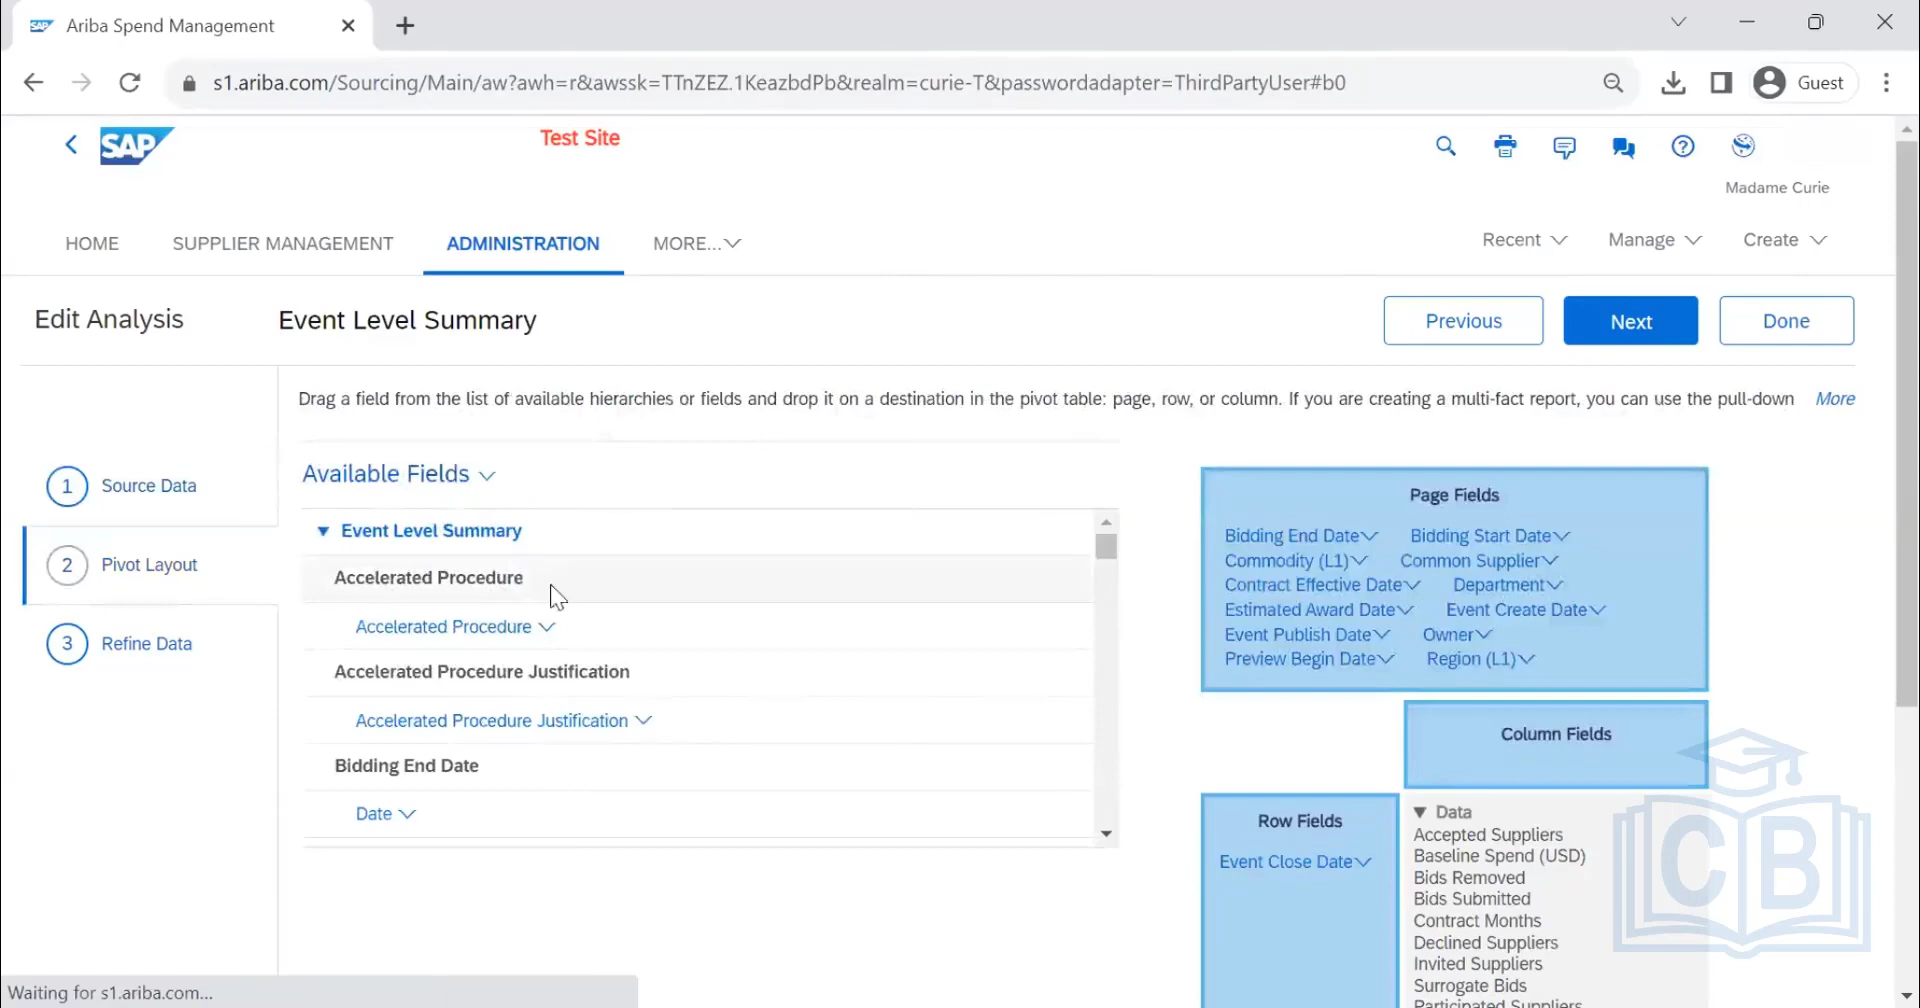 Ariba Spend Management
s1.ariba.com/Sourcing/Main/aw?awh=r&awssk=TTnZEZ.1KeazbdPb&realm=curie-T&passwordadapter=ThirdPartyUser#b0
Guest
SAP
Test Site
Madame Curie
HOME SUPPLIER MANAGEMENT ADMINISTRATION MORE... Recent Manage Create
Edit Analysis Event Level Summary Previous Next Done
Drag a field from the list of available hierarchies or fields and drop it on a destination in the pivot table: page, row, or column. If you are creating a multi-fact report, you can use the pull-down More
1 Source Data
2 Pivot Layout
3 Refine Data
Available Fields
Event Level Summary
Accelerated Procedure
Accelerated Procedure
Accelerated Procedure Justification
Accelerated Procedure Justification
Bidding End Date
Date
Page Fields
Bidding End Date Bidding Start Date
Commodity (L1) Common Supplier
Contract Effective Date Department
Estimated Award Date Event Create Date
Event Publish Date Owner
Preview Begin Date Region (L1)
Column Fields
Row Fields
Event Close Date
Data
Accepted Suppliers
Baseline Spend (USD)
Bids Removed
Bids Submitted
Contract Months
Declined Suppliers
Invited Suppliers
Surrogate Bids
Participated Suppliers
CB
Waiting for s1.ariba.com...